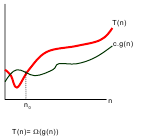 T(n)
c.g(n)
n₀
n
T(n)= Ω(g(n))